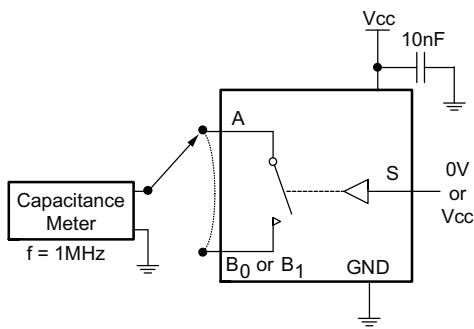 Vcc
10nF
A
S
0V
or
Vcc
Capacitance
Meter
f = 1MHz
B₀ or B₁
GND